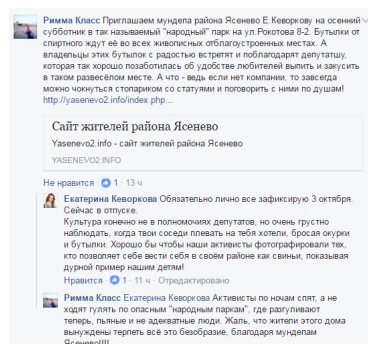 Римма Класс Приглашаем мундепа района Ясенево Е.Кеворкову на осенний
субботник в так называемый "народный" парк на ул.Рокотова 8-2. Бутылки от
спиртного ждут её во всех живописных отблагоустроенных местах. А
владельцы этих бутылок с радостью встретят и поблагодарят депутатшу,
которая так хорошо позаботилась об удобстве любителей выпить и закусить
в таком развесёлом месте. А что - ведь если нет компании, то завсегда
можно чокнуться стопариком со статуями и поговорить с ними по душам!
http://yasenevo2.info/index.php...
Сайт жителей района Ясенево
Yasenevo2.info - сайт жителей района Ясенево
YASENEVO2.INFO
Не нравится · 1 · 13 ч
Екатерина Кеворкова Обязательно лично все зафиксирую 3 октября.
Сейчас в отпуске.
Культура конечно не в полномочиях депутатов, но очень грустно
наблюдать, когда твои соседи плевать на тебя хотели, бросая окурки
и бутылки. Хорошо бы чтобы наши активисты фотографировали тех,
кто позволяет себе вести себя в своём районе как свиньи, показывая
дурной пример нашим детям!
Нравится · 1 · 11 ч · Отредактировано
Римма Класс Екатерина Кеворкова Активисты по ночам спят, а не
ходят гулять по опасным "народным паркам", где разгуливают
теперь, пьяные и не адекватные люди. Жаль, что жители этого дома
вынуждены терпеть всё это безобразие, благодаря мундепам
Ясенево!!!!